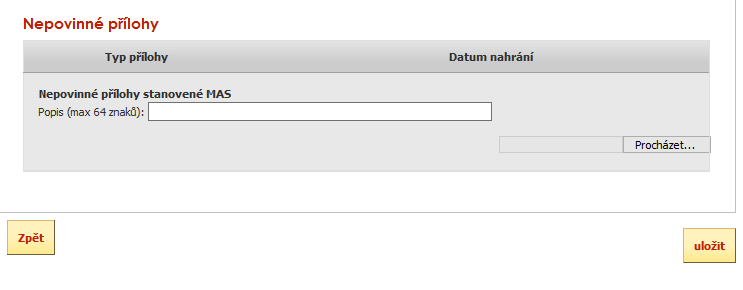 Nepovinné přílohy
Typ přílohy Datum nahrání
Nepovinné přílohy stanovené MAS
Popis (max 64 znaků):
Procházet...
Zpět
uložit